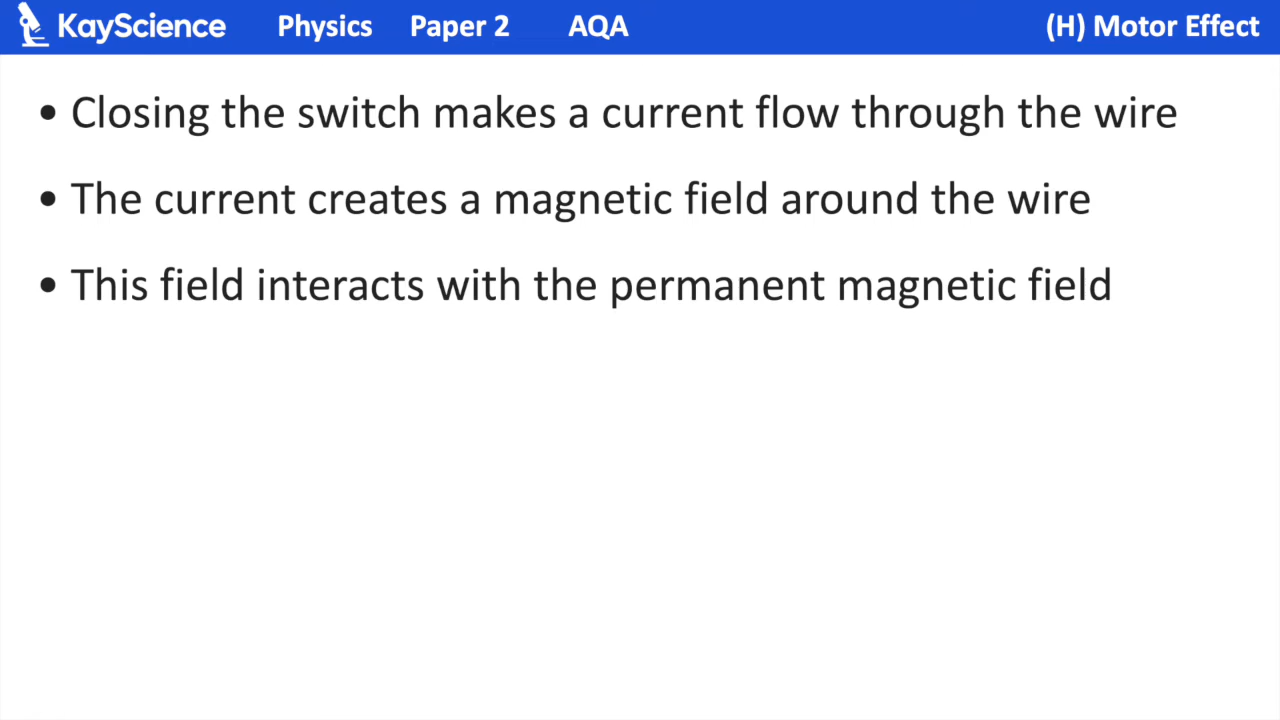 KayScience Physics Paper 2 AQA (H) Motor Effect
• Closing the switch makes a current flow through the wire
• The current creates a magnetic field around the wire
• This field interacts with the permanent magnetic field